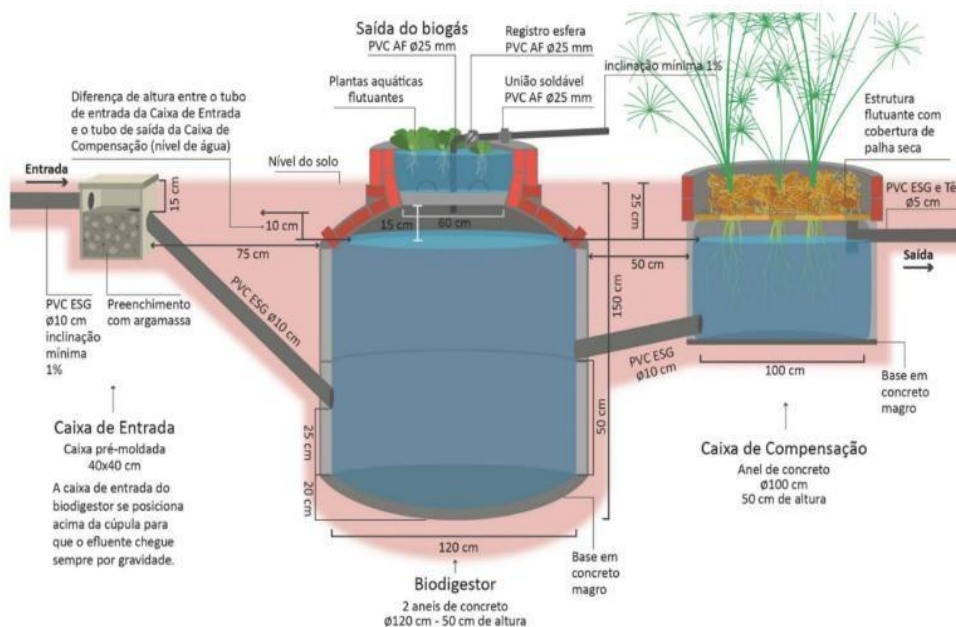 Saída do biogás
PVC AF Ø25 mm
Registro esfera
PVC AF Ø25 mm
inclinação mínima 1%
Plantas aquáticas
flutuantes
União soldável
PVC AF Ø25 mm
Diferença de altura entre o tubo
de entrada da Caixa de Entrada
e o tubo de saída da Caixa de
Compensação (nível de água)
Estrutura
flutuante com
cobertura de
palha seca
Nível do solo
Entrada
15 cm
PVC ESG e Tê
Ø5 cm
25 cm
10 cm
15 cm
60 cm
75 cm
50 cm
Saída
150 cm
PVC ESG
Ø10 cm
inclinação
mínima
1%
Preenchimento
com argamassa
PVC ESG Ø10 cm
PVC ESG
Ø10 cm
100 cm
Base em
concreto
magro
Caixa de Entrada
Caixa pré-moldada
40x40 cm
A caixa de entrada do
biodigestor se posiciona
acima da cúpula para
que o efluente chegue
sempre por gravidade.
25 cm
20 cm
50 cm
Caixa de Compensação
Anel de concreto
Ø100 cm
50 cm de altura
120 cm
Base em
concreto
magro
Biodigestor
2 aneis de concreto
Ø120 cm - 50 cm de altura